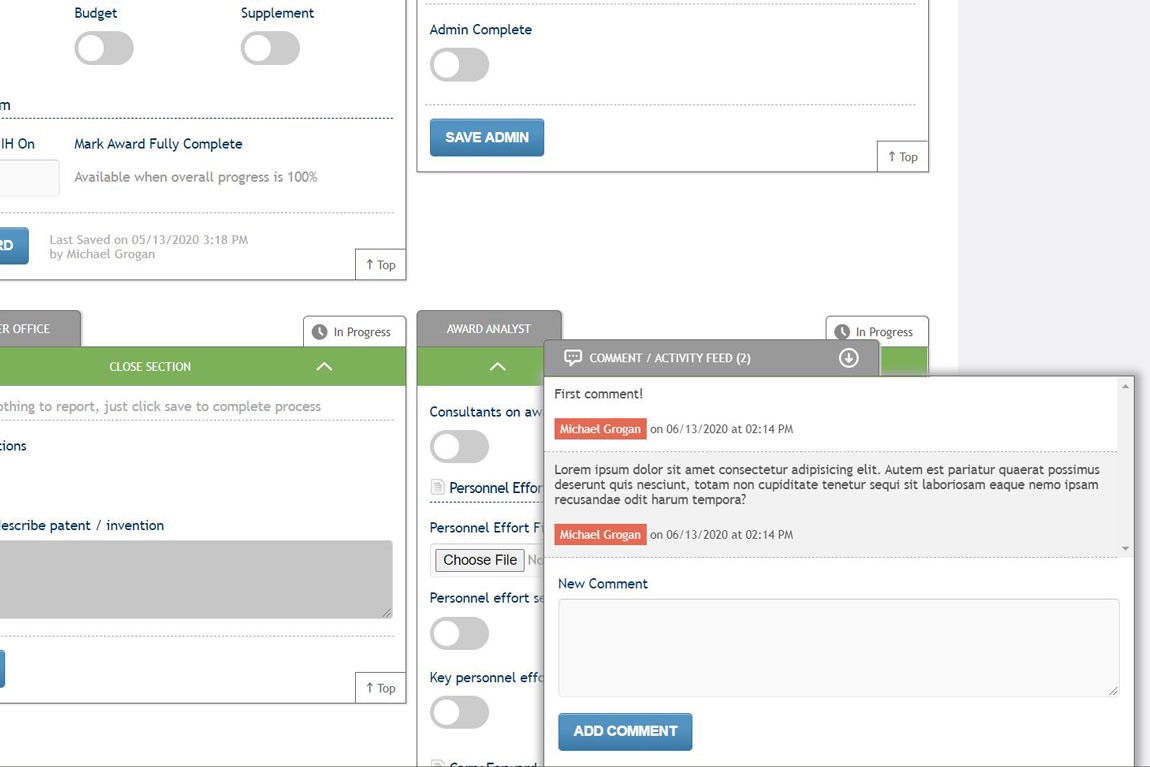 Budget
Supplement
m
IH On
Mark Award Fully Complete
Available when overall progress is 100%
RD
Last Saved on 05/13/2020 3:18 PM
by Michael Grogan
↑ Top
Admin Complete
SAVE ADMIN
↑ Top
ER OFFICE
In Progress
CLOSE SECTION
othing to report, just click save to complete process
tions
describe patent / invention
↑ Top
AWARD ANALYST
In Progress
Consultants on aw
Personnel Effor
Personnel Effort F
Choose File No
Personnel effort se
Key personnel effo
Carry Forward
COMMENT / ACTIVITY FEED (2)
First comment!
Michael Grogan on 06/13/2020 at 02:14 PM
Lorem ipsum dolor sit amet consectetur adipisicing elit. Autem est pariatur quaerat possimus
deserunt quis nesciunt, totam non cupiditate tenetur sequi sit laboriosam eaque nemo ipsam
recusandae odit harum tempora?
Michael Grogan on 06/13/2020 at 02:14 PM
New Comment
ADD COMMENT